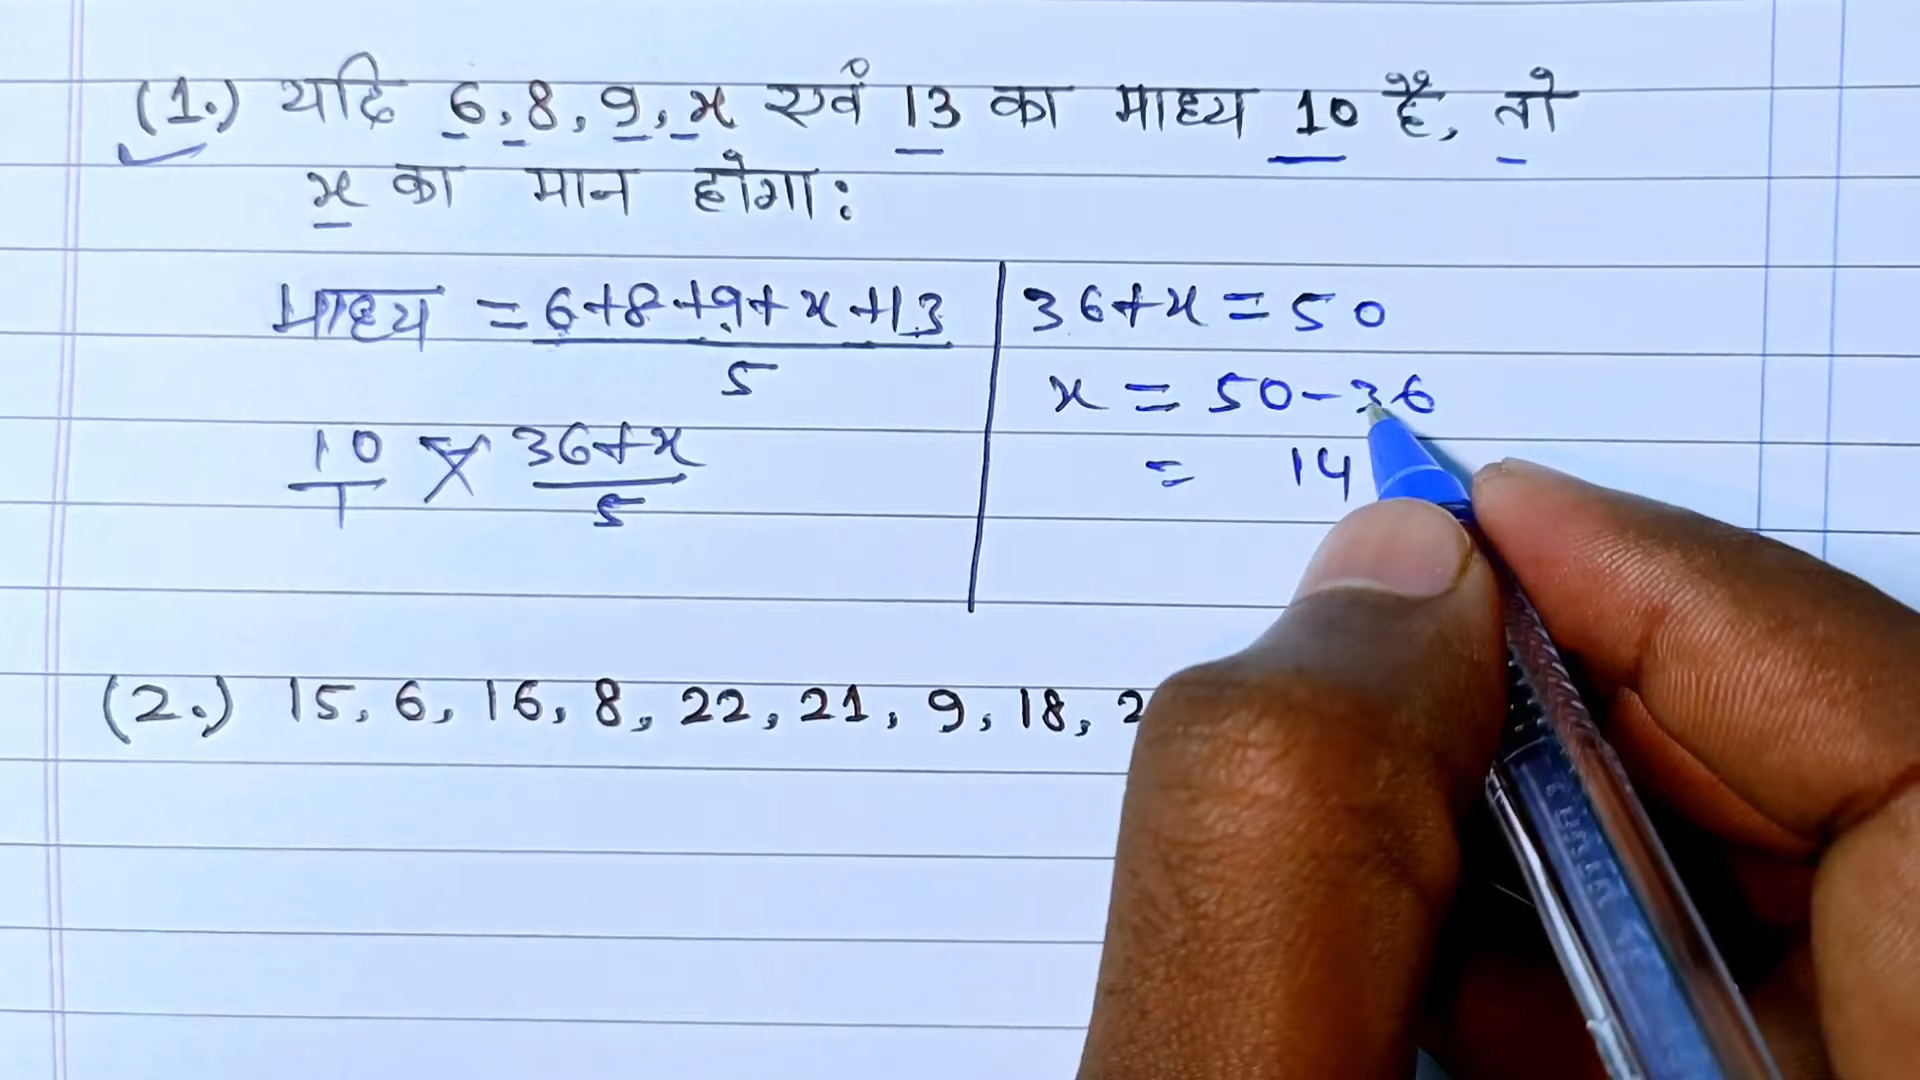 (1.) यदि 6, 8, 9, x एवं 13 का माध्य 10 है, तो
x का मान होगा:
माध्य = 6+8+9+x+13
5
10/1 36+x/5
36+x = 50
x = 50-36
= 14
(2.) 15, 6, 16, 8, 22, 21, 9, 18,